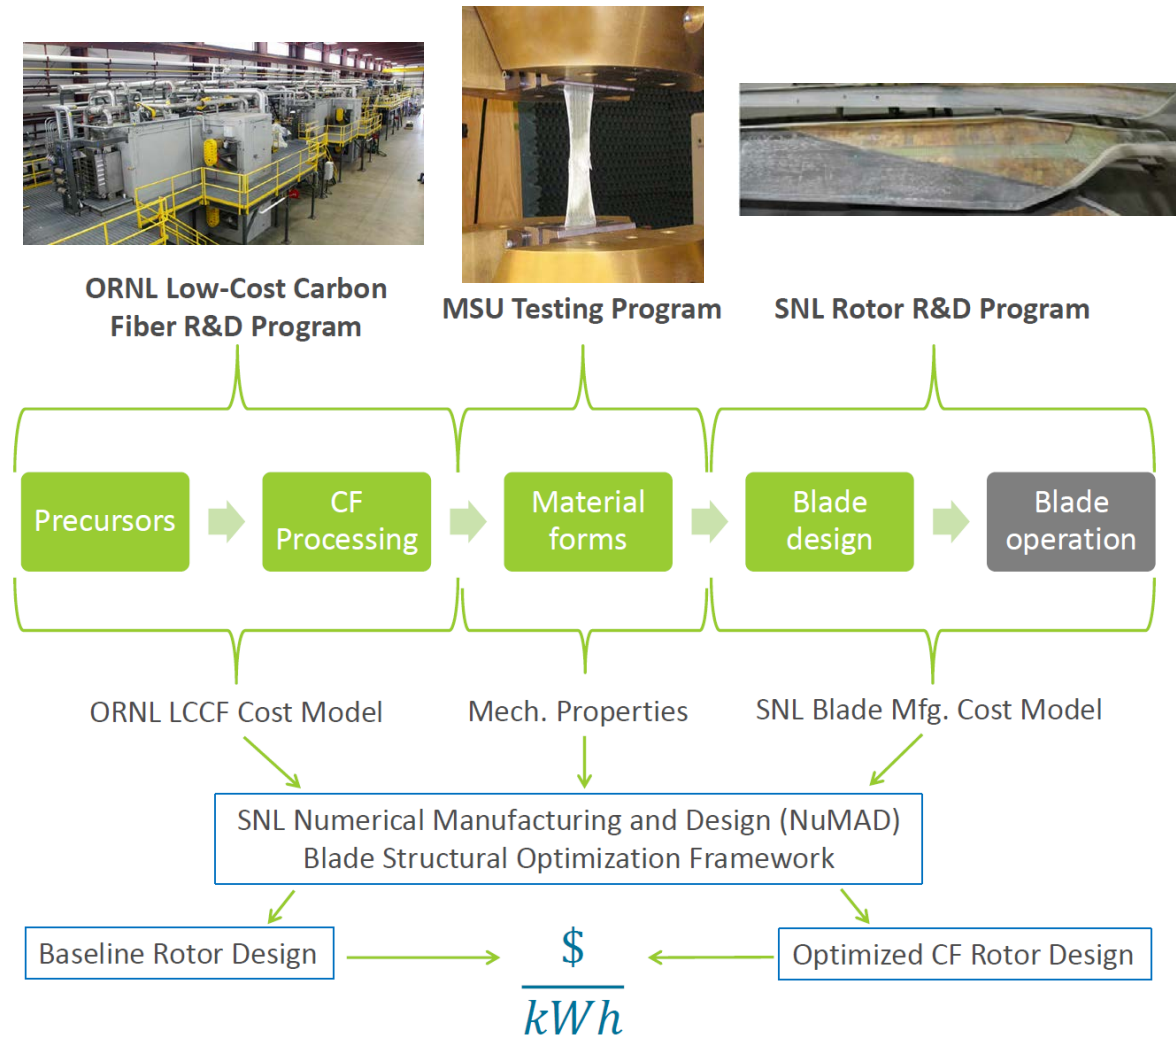 ORNL Low-Cost Carbon
Fiber R&D Program
MSU Testing Program
SNL Rotor R&D Program
Precursors
CF
Processing
Material
forms
Blade
design
Blade
operation
ORNL LCCF Cost Model
Mech. Properties
SNL Blade Mfg. Cost Model
SNL Numerical Manufacturing and Design (NuMAD)
Blade Structural Optimization Framework
Baseline Rotor Design
$
kWh
Optimized CF Rotor Design